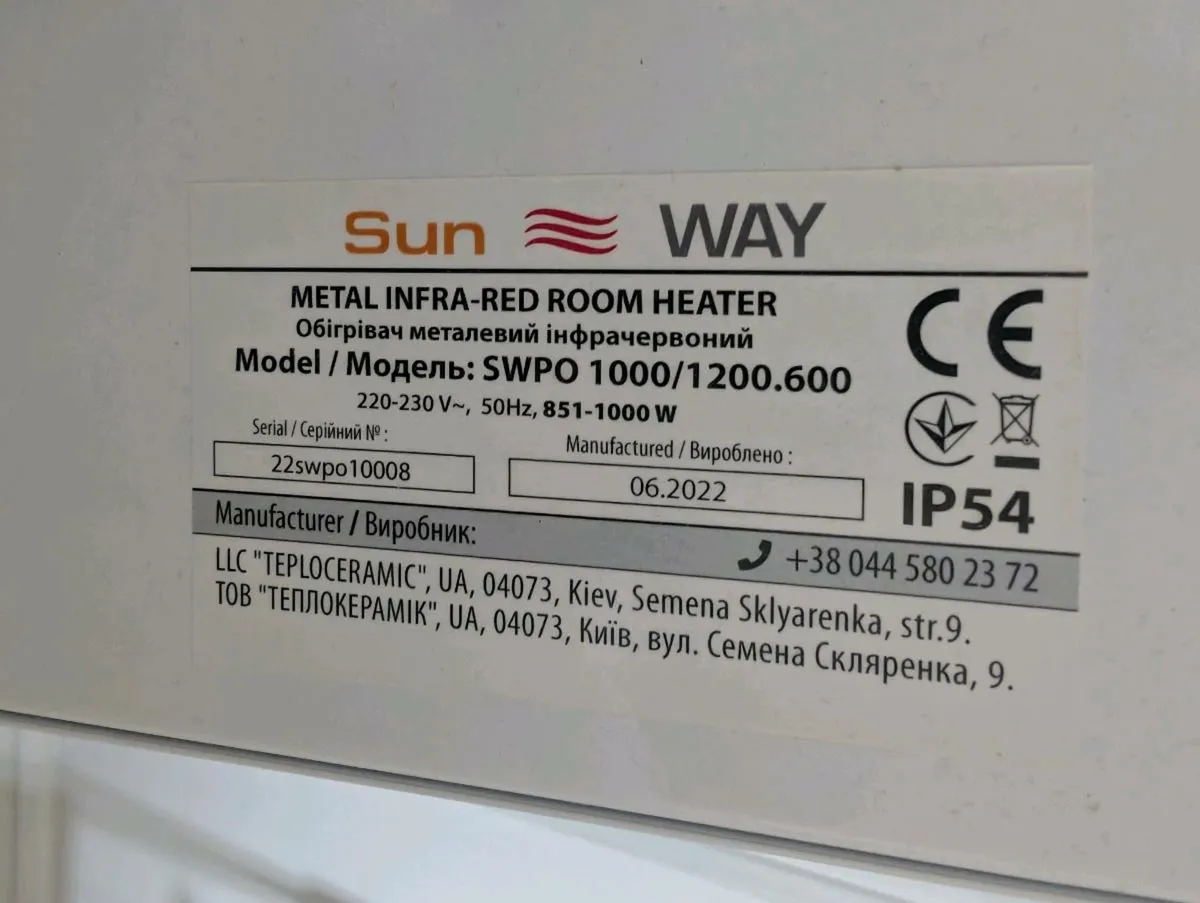 Sun WAY
METAL INFRA-RED ROOM HEATER
Обігрівач металевий інфрачервоний
Model / Модель: SWPO 1000/1200.600
220-230 V~, 50Hz, 851-1000 W
Serial / Серійний № :
22swpo10008
Manufactured / Вироблено :
06.2022
CE
IP54
Manufacturer / Виробник:
+38 044 580 23 72
LLC "TEPLOCERAMIC", UA, 04073, Kiev, Semena Sklyarenka, str.9.
ТОВ "ТЕПЛОКЕРАМІК", UA, 04073, Київ, вул. Семена Скляренка, 9.